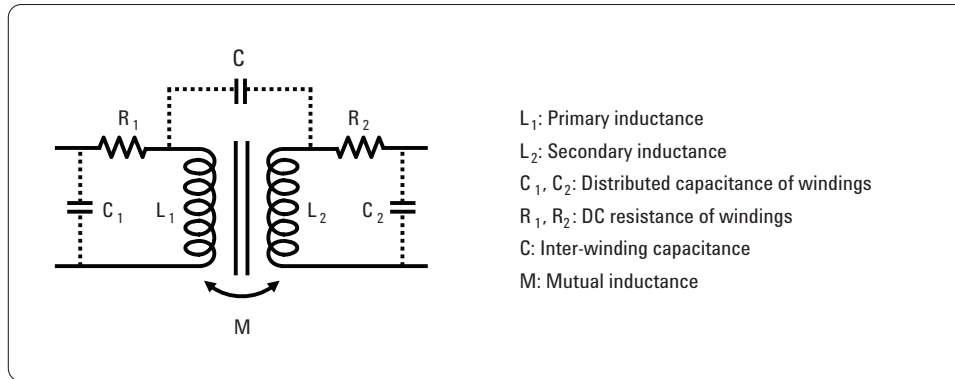 C
R₁
R₂
C₁
L₁
L₂
C₂
M
L₁: Primary inductance
L₂: Secondary inductance
C₁, C₂: Distributed capacitance of windings
R₁, R₂: DC resistance of windings
C: Inter-winding capacitance
M: Mutual inductance